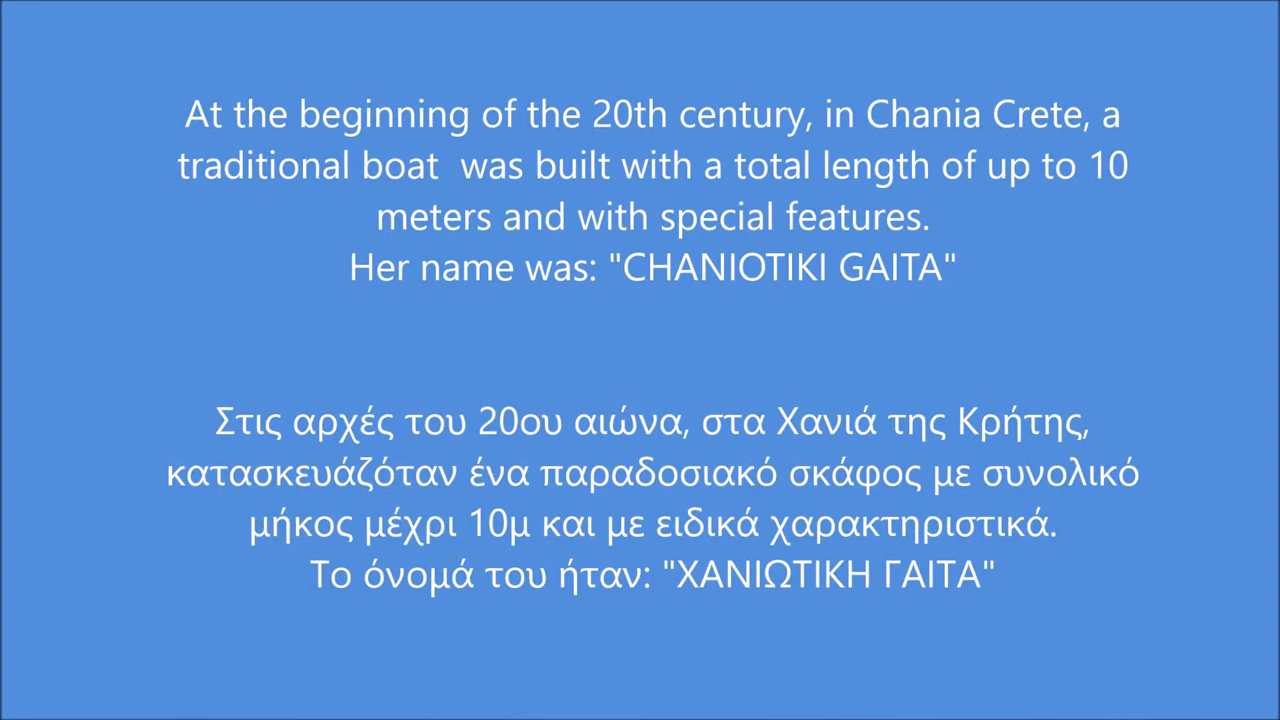 At the beginning of the 20th century, in Chania Crete, a
traditional boat  was built with a total length of up to 10
meters and with special features.
Her name was: "CHANIOTIKI GAITA"
Στις αρχές του 20ου αιώνα, στα Χανιά της Κρήτης,
κατασκευάζόταν ένα παραδοσιακό σκάφος με συνολικό
μήκος μέχρι 10μ και με ειδικά χαρακτηριστικά.
Το όνομά του ήταν: "ΧΑΝΙΩΤΙΚΗ ΓΑΙΤΑ"